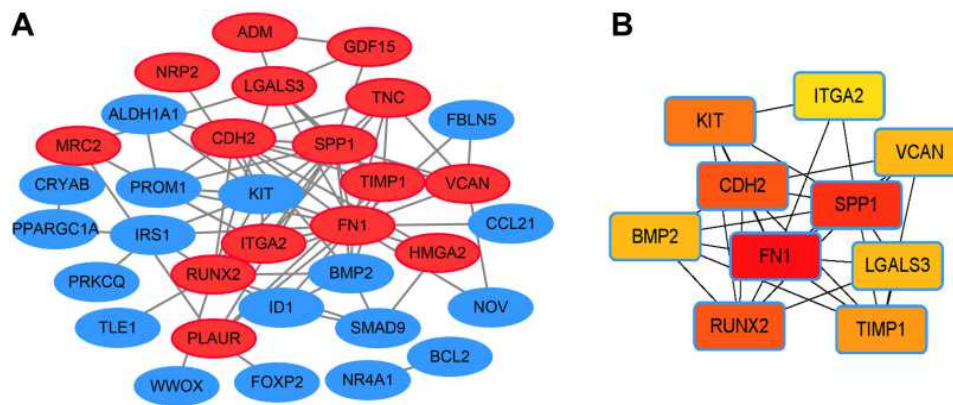 A
ADM
GDF15
NRP2
LGALS3
TNC
ALDH1A1
FBLN5
CDH2
SPP1
MRC2
TIMP1
VCAN
CRYAB
PROM1
KIT
FN1
CCL21
PPARGC1A
IRS1
ITGA2
HMGA2
RUNX2
BMP2
PRKCQ
ID1
NOV
TLE1
SMAD9
PLAUR
BCL2
WWOX
FOXP2
NR4A1
B
ITGA2
KIT
VCAN
CDH2
SPP1
BMP2
FN1
LGALS3
RUNX2
TIMP1